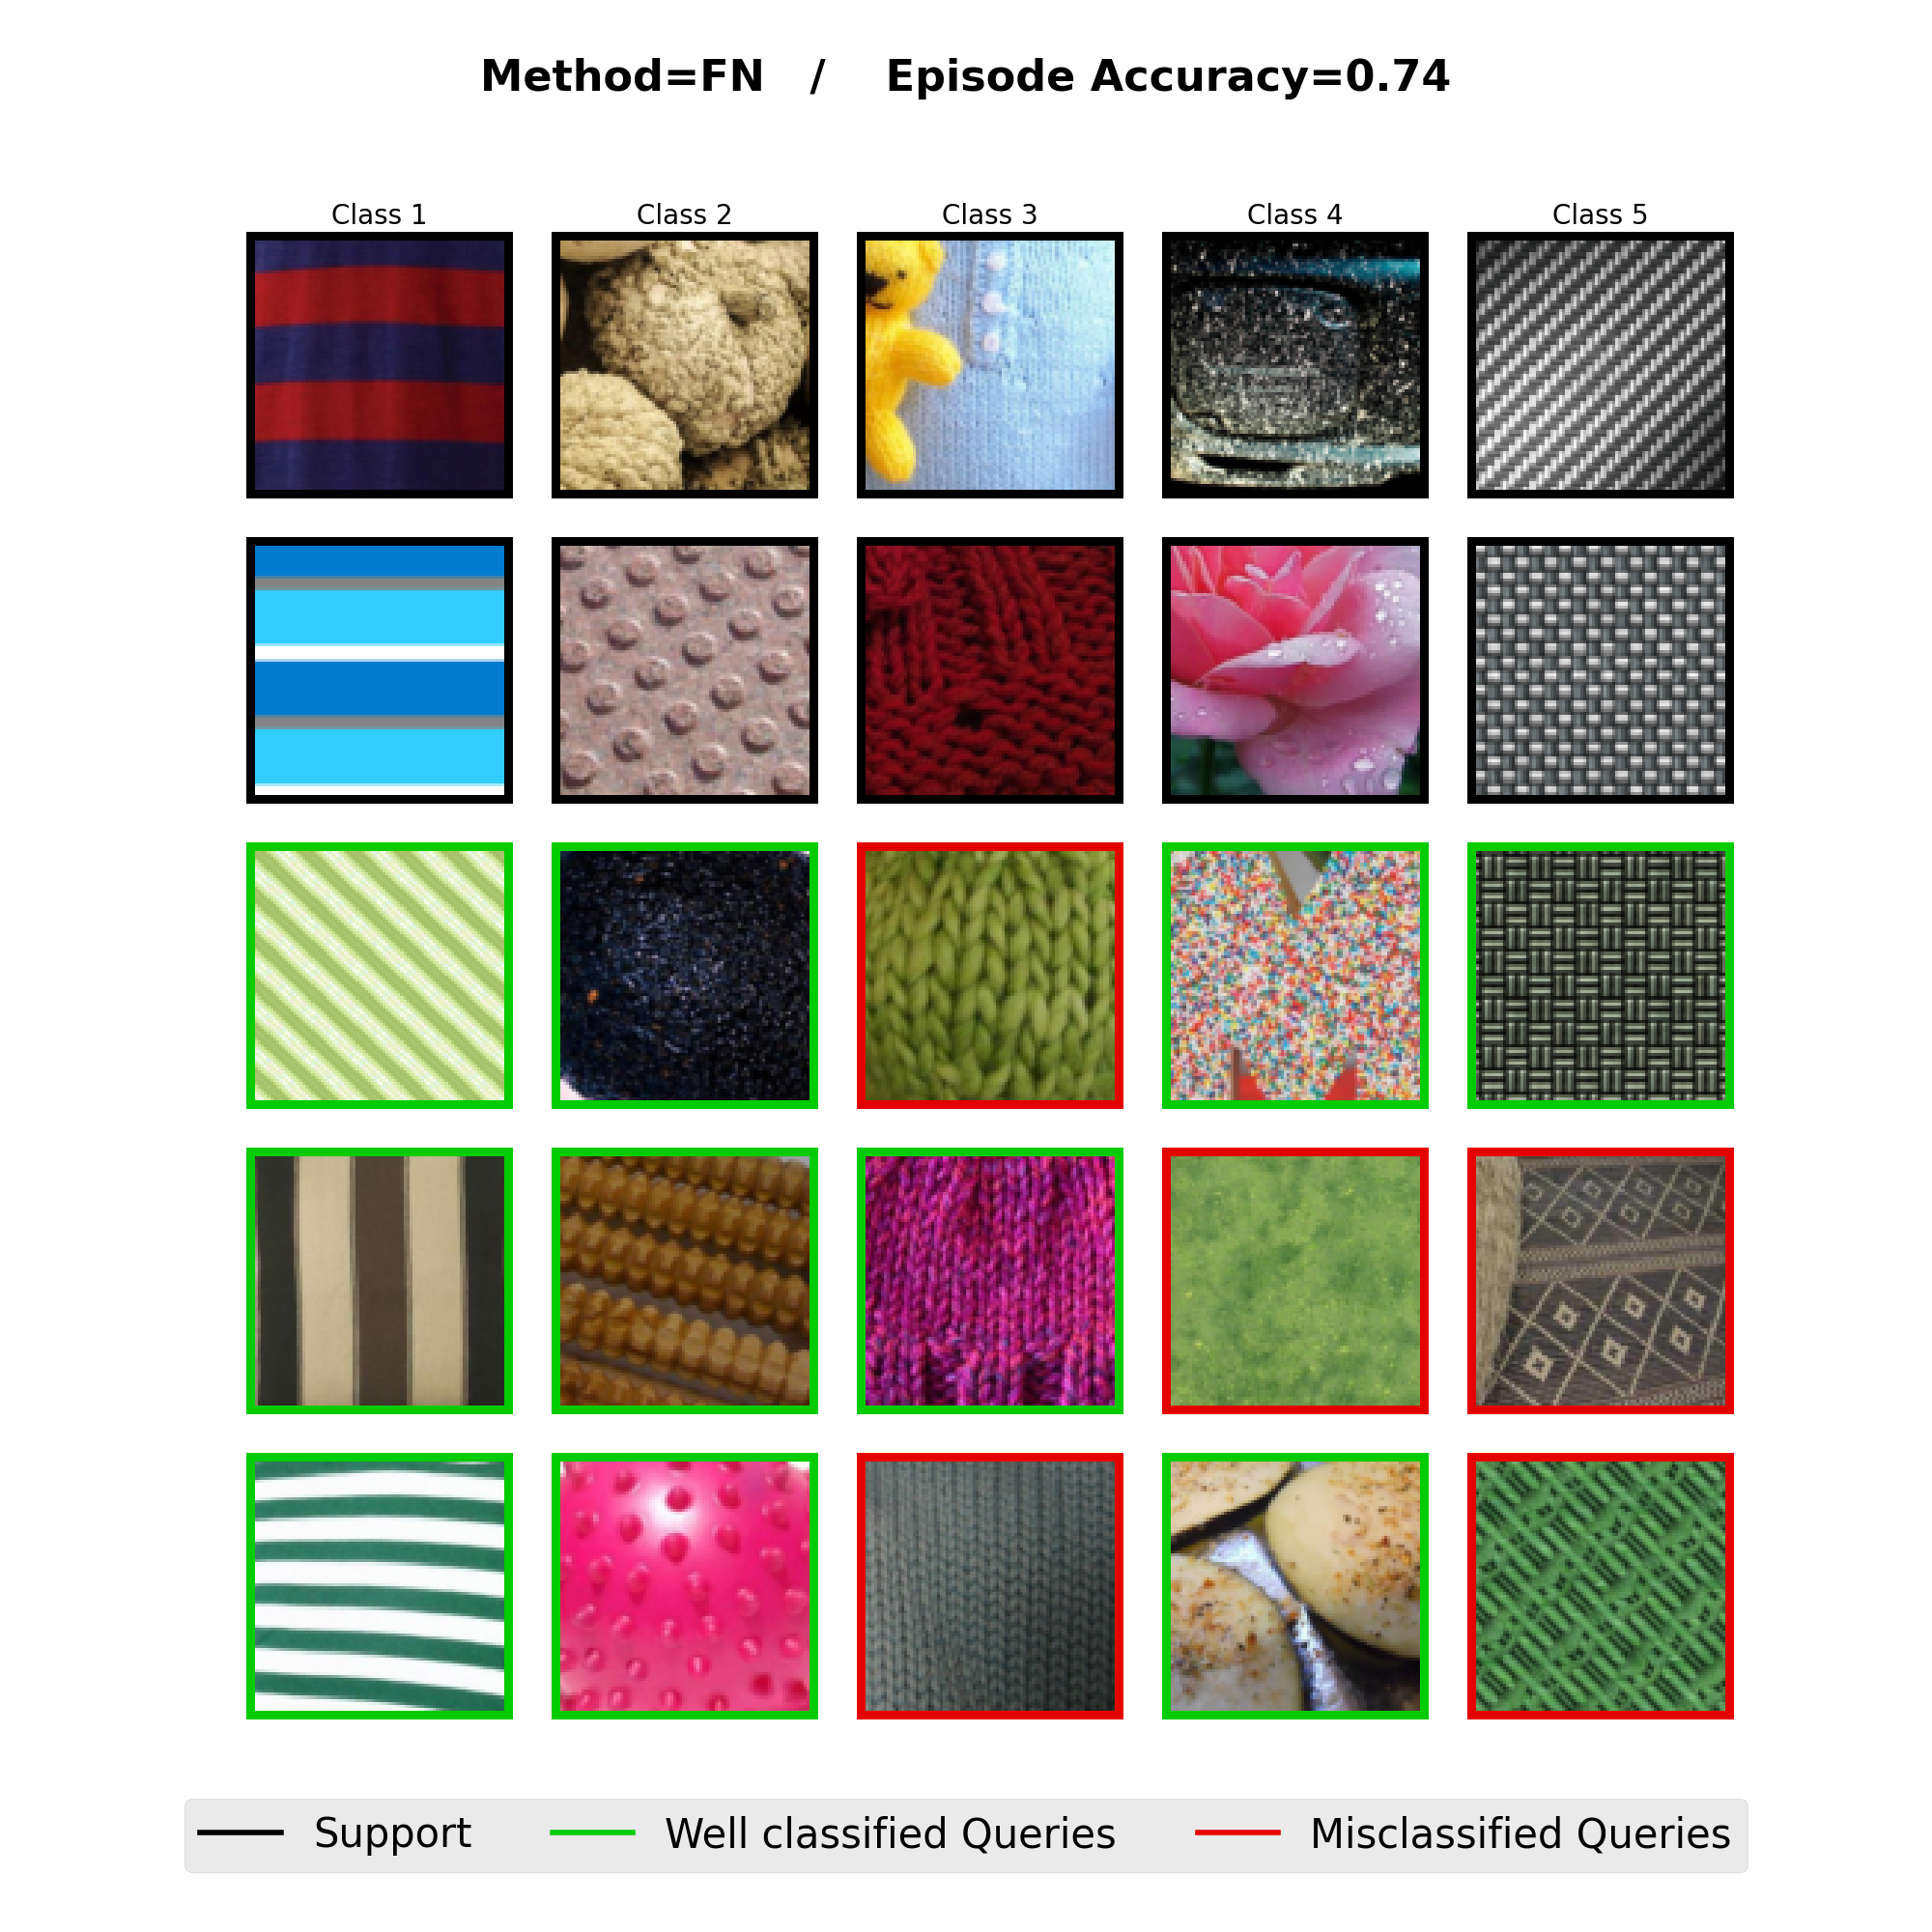 Method=FN / Episode Accuracy=0.74
Class 1 Class 2 Class 3 Class 4 Class 5
Support Well classified Queries Misclassified Queries